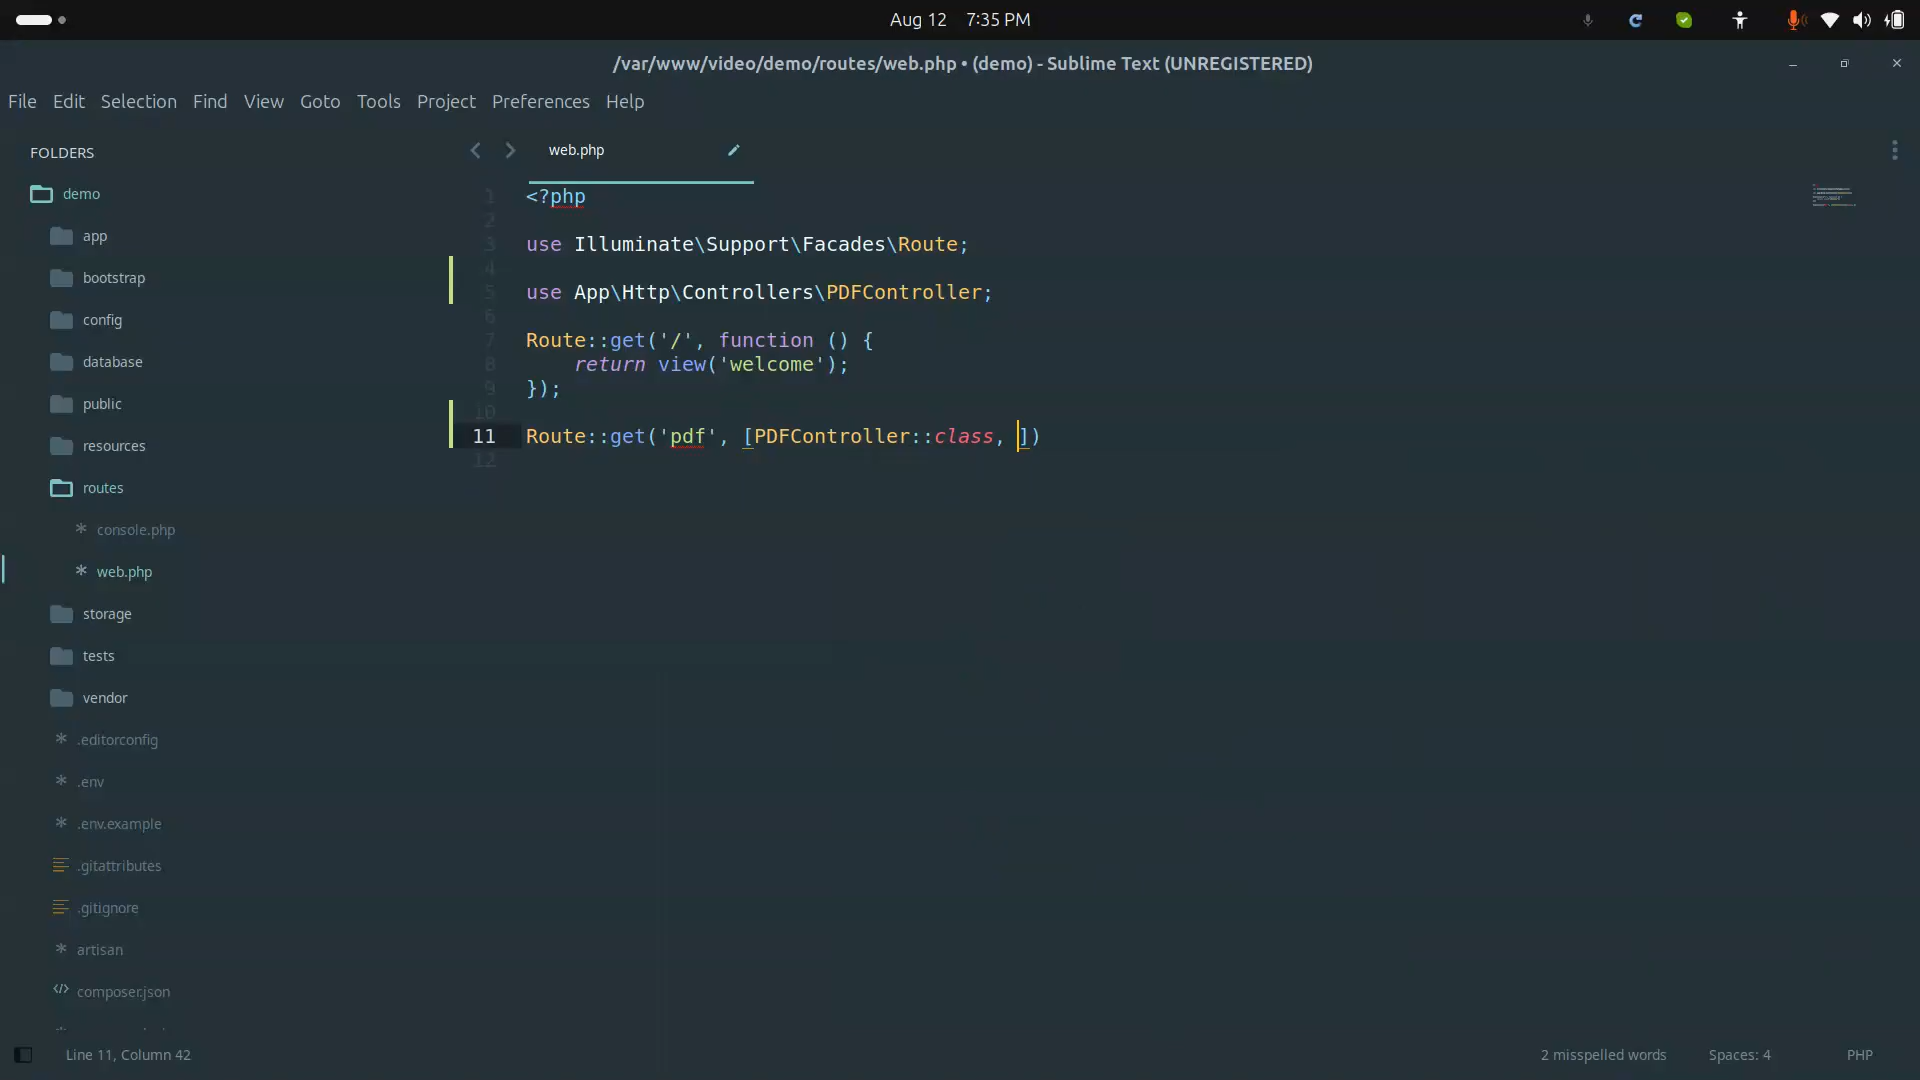 Aug 12 7:35 PM
/var/www/video/demo/routes/web.php • (demo) - Sublime Text (UNREGISTERED)
File Edit Selection Find View Goto Tools Project Preferences Help
FOLDERS
demo
app
bootstrap
config
database
public
resources
routes
console.php
web.php
storage
tests
vendor
.editorconfig
.env
.env.example
.gitattributes
.gitignore
artisan
composer.json
web.php
1 <?php
2
3 use Illuminate\Support\Facades\Route;
4
5 use App\Http\Controllers\PDFController;
6
7 Route::get('/', function () {
8     return view('welcome');
9 });
10
11 Route::get('pdf', [PDFController::class, ])
12
Line 11, Column 42
2 misspelled words
Spaces: 4
PHP